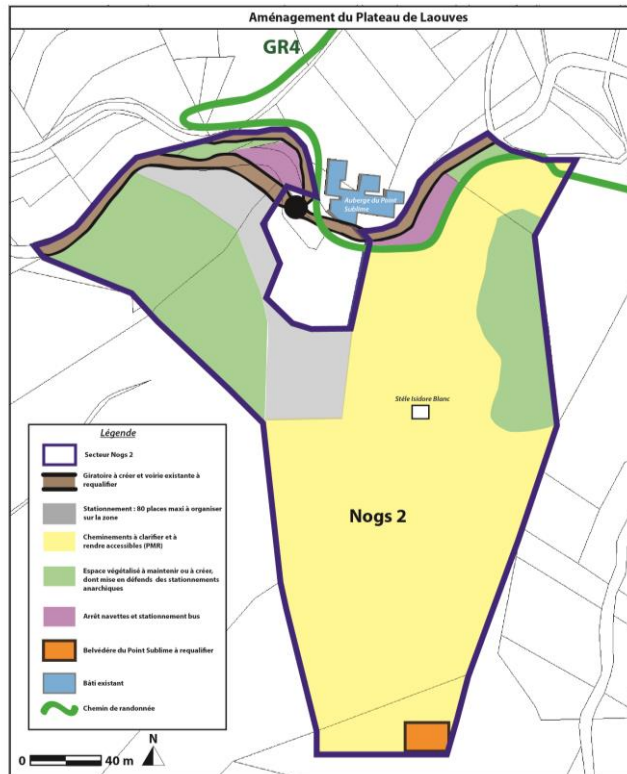 Aménagement du Plateau de Laouves
GR4
Auberge du Point
Sublime
Stèle Isidore Blanc
Nogs 2
Légende
Secteur Nogs 2
Giratoire à créer et voirie existante à
requalifier
Stationnement : 80 places maxi à organiser
sur la zone
Cheminements à clarifier et à
rendre accessibles (PMR)
Espace végétalisé à maintenir ou à créer,
dont mise en défends des stationnements
anarchiques
Arrêt navettes et stationnement bus
Belvédére du Point Sublime à requalifier
Bâti existant
Chemin de randonnée
0 40 m N